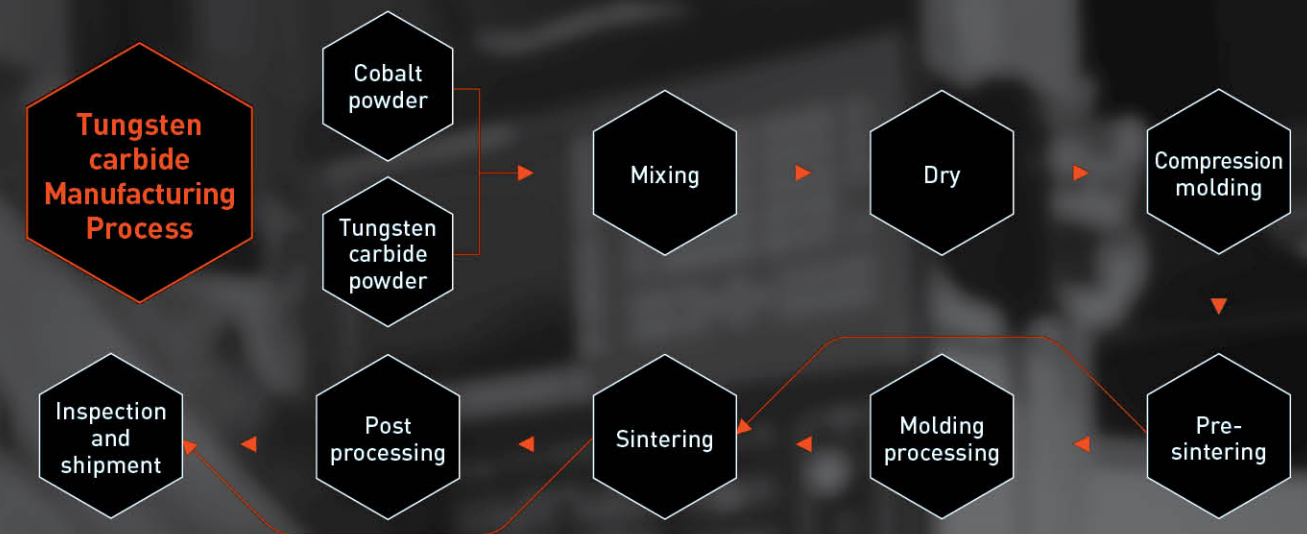 Tungsten
carbide
Manufacturing
Process
Cobalt
powder
Tungsten
carbide
powder
Mixing
Dry
Compression
molding
Pre-
sintering
Molding
processing
Sintering
Post
processing
Inspection
and
shipment